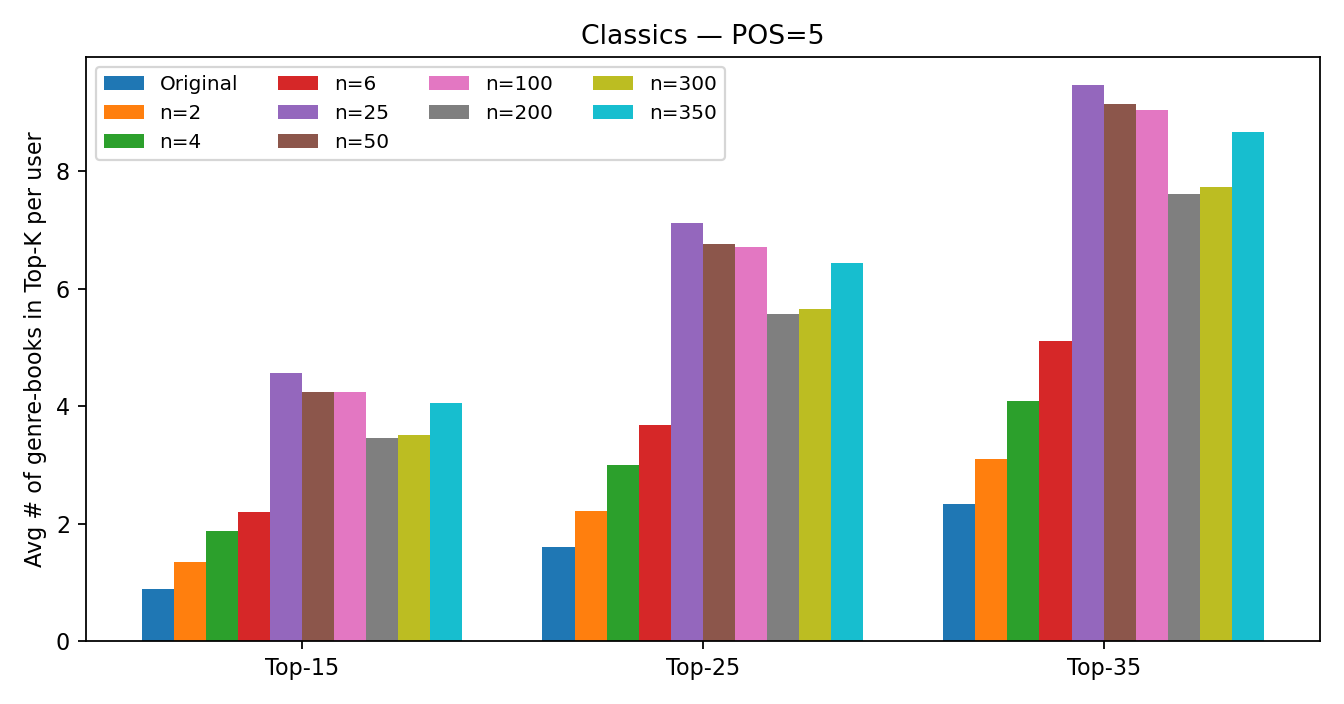 Classics — POS=5
Original n=6 n=100 n=300
n=2 n=25 n=200 n=350
n=4 n=50
Avg # of genre-books in Top-K per user
8
6
4
2
0
Top-15 Top-25 Top-35